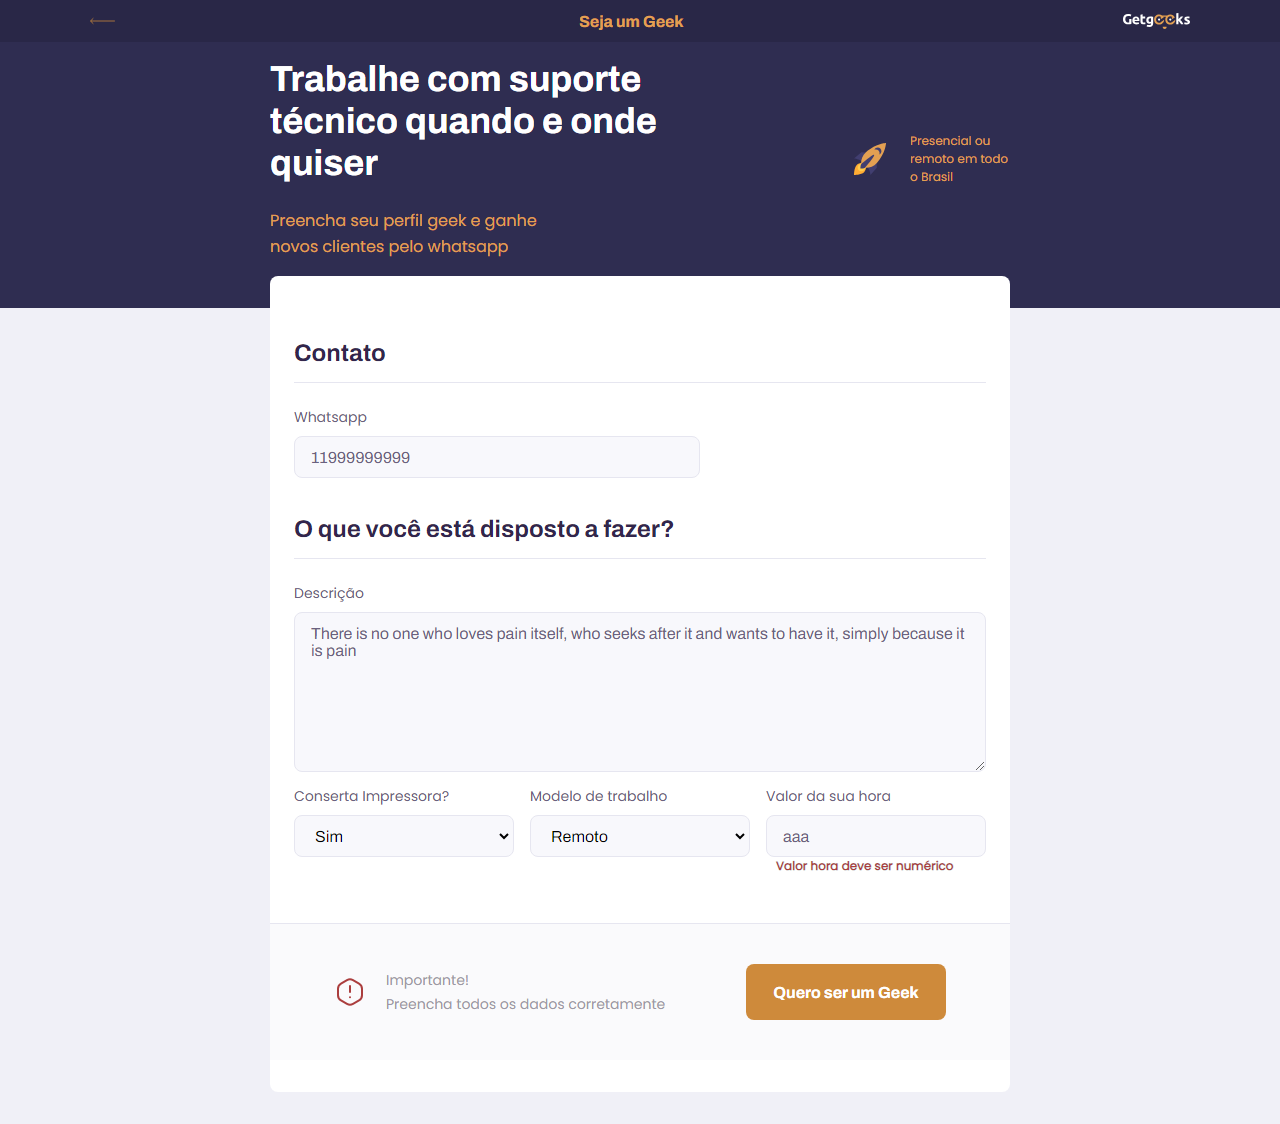 Seja um Geek
Getgeeks
Trabalhe com suporte
técnico quando e onde
quiser
Presencial ou
remoto em todo
o Brasil
Preencha seu perfil geek e ganhe
novos clientes pelo whatsapp
Contato
Whatsapp
11999999999
O que você está disposto a fazer?
Descrição
There is no one who loves pain itself, who seeks after it and wants to have it, simply because it
is pain
Conserta Impressora?
Modelo de trabalho
Valor da sua hora
Sim
Remoto
aaa
Valor hora deve ser numérico
Importante!
Preencha todos os dados corretamente
Quero ser um Geek